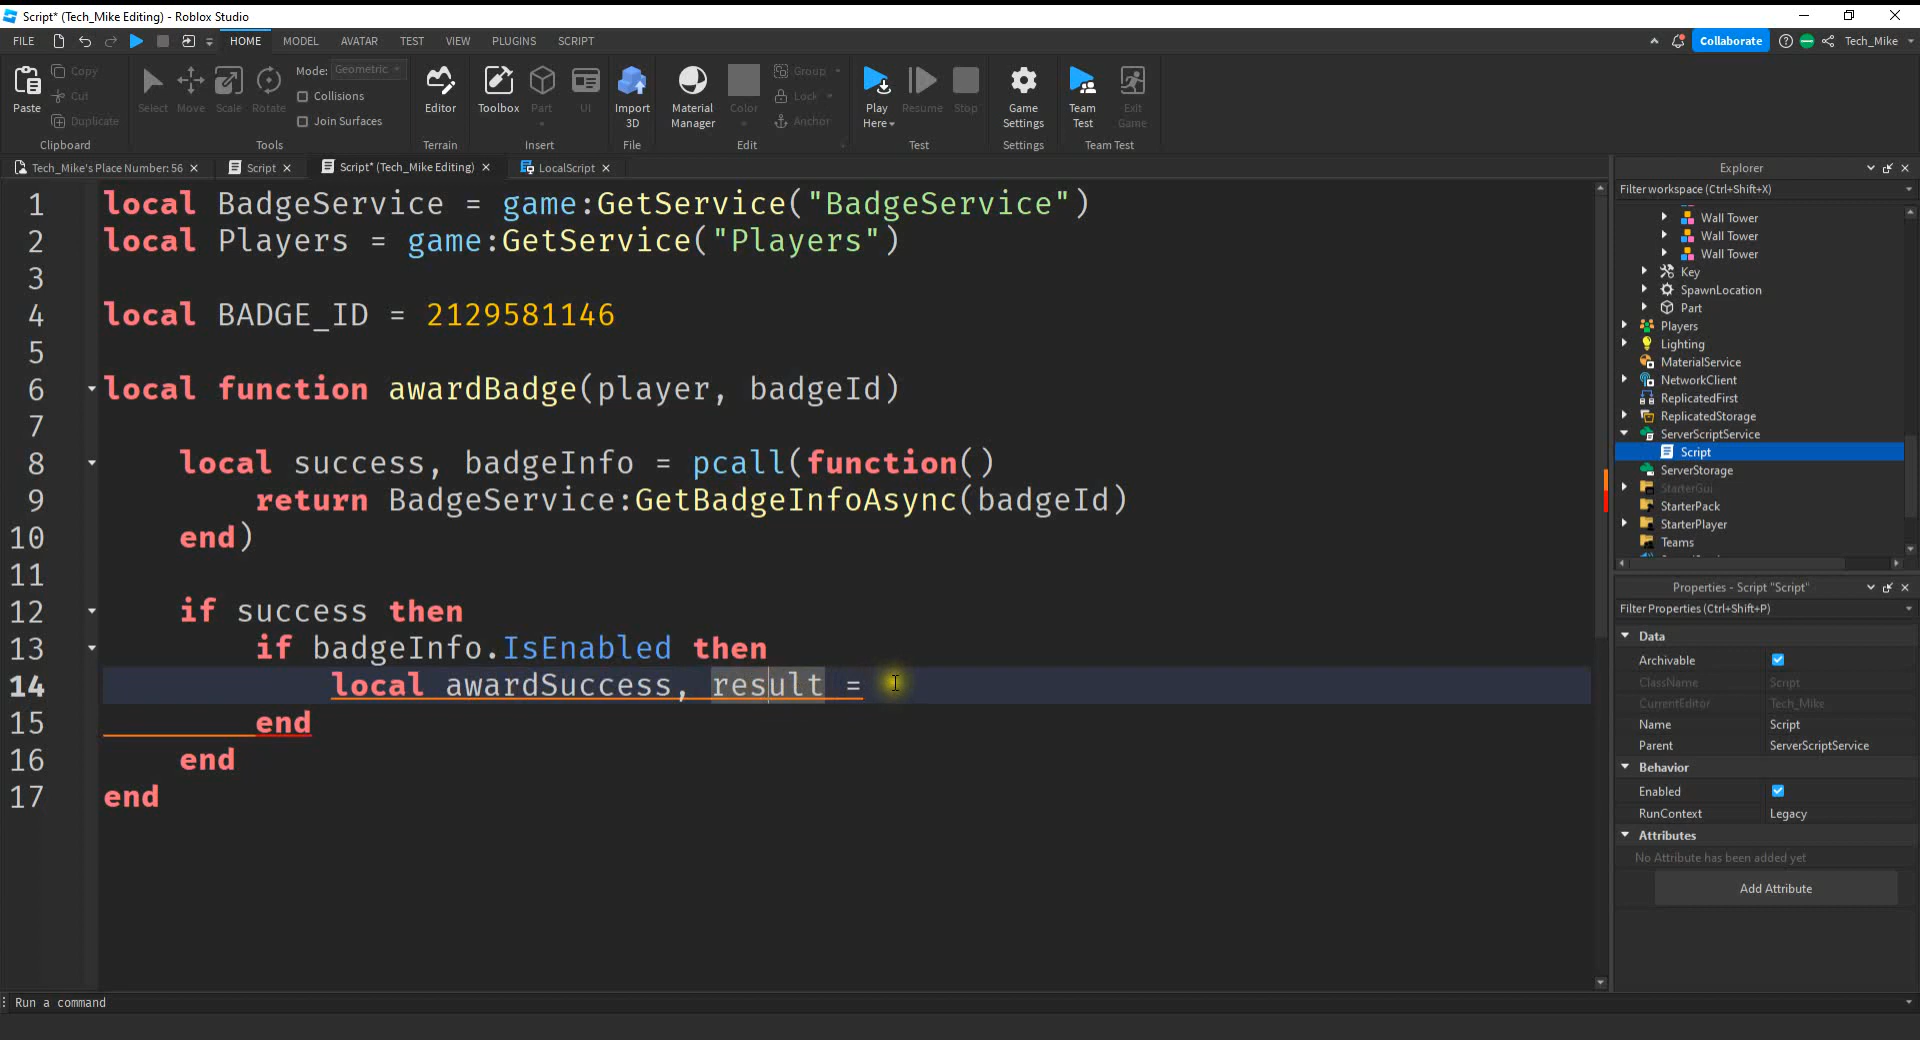 Script* (Tech_Mike Editing) - Roblox Studio
FILE HOME MODEL AVATAR TEST VIEW PLUGINS SCRIPT Collaborate Tech_Mike
Paste Copy Cut Duplicate Clipboard
Select Move Scale Rotate Mode: Geometric Collisions Join Surfaces Tools
Editor Terrain
Toolbox Part UI Insert
Import 3D File
Material Manager Color Group Lock Anchor Edit
Play Here Resume Stop Test
Game Settings Settings
Team Test Exit Game Team Test
Tech_Mike's Place Number: 56 Script Script* (Tech_Mike Editing) LocalScript
1 local BadgeService = game:GetService("BadgeService")
2 local Players = game:GetService("Players")
3
4 local BADGE_ID = 2129581146
5
6 local function awardBadge(player, badgeId)
7
8 local success, badgeInfo = pcall(function()
9 return BadgeService:GetBadgeInfoAsync(badgeId)
10 end)
11
12 if success then
13 if badgeInfo.IsEnabled then
14 local awardSuccess, result =
15 end
16 end
17 end
Explorer
Filter workspace (Ctrl+Shift+X)
Wall Tower
Wall Tower
Wall Tower
Key
SpawnLocation
Part
Players
Lighting
MaterialService
NetworkClient
ReplicatedFirst
ReplicatedStorage
ServerScriptService
Script
ServerStorage
StarterGui
StarterPack
StarterPlayer
Teams
Properties - Script "Script"
Filter Properties (Ctrl+Shift+P)
Data
Archivable
ClassName Script
CurrentEditor Tech_Mike
Name Script
Parent ServerScriptService
Behavior
Enabled
RunContext Legacy
Attributes
No Attribute has been added yet
Add Attribute
Run a command